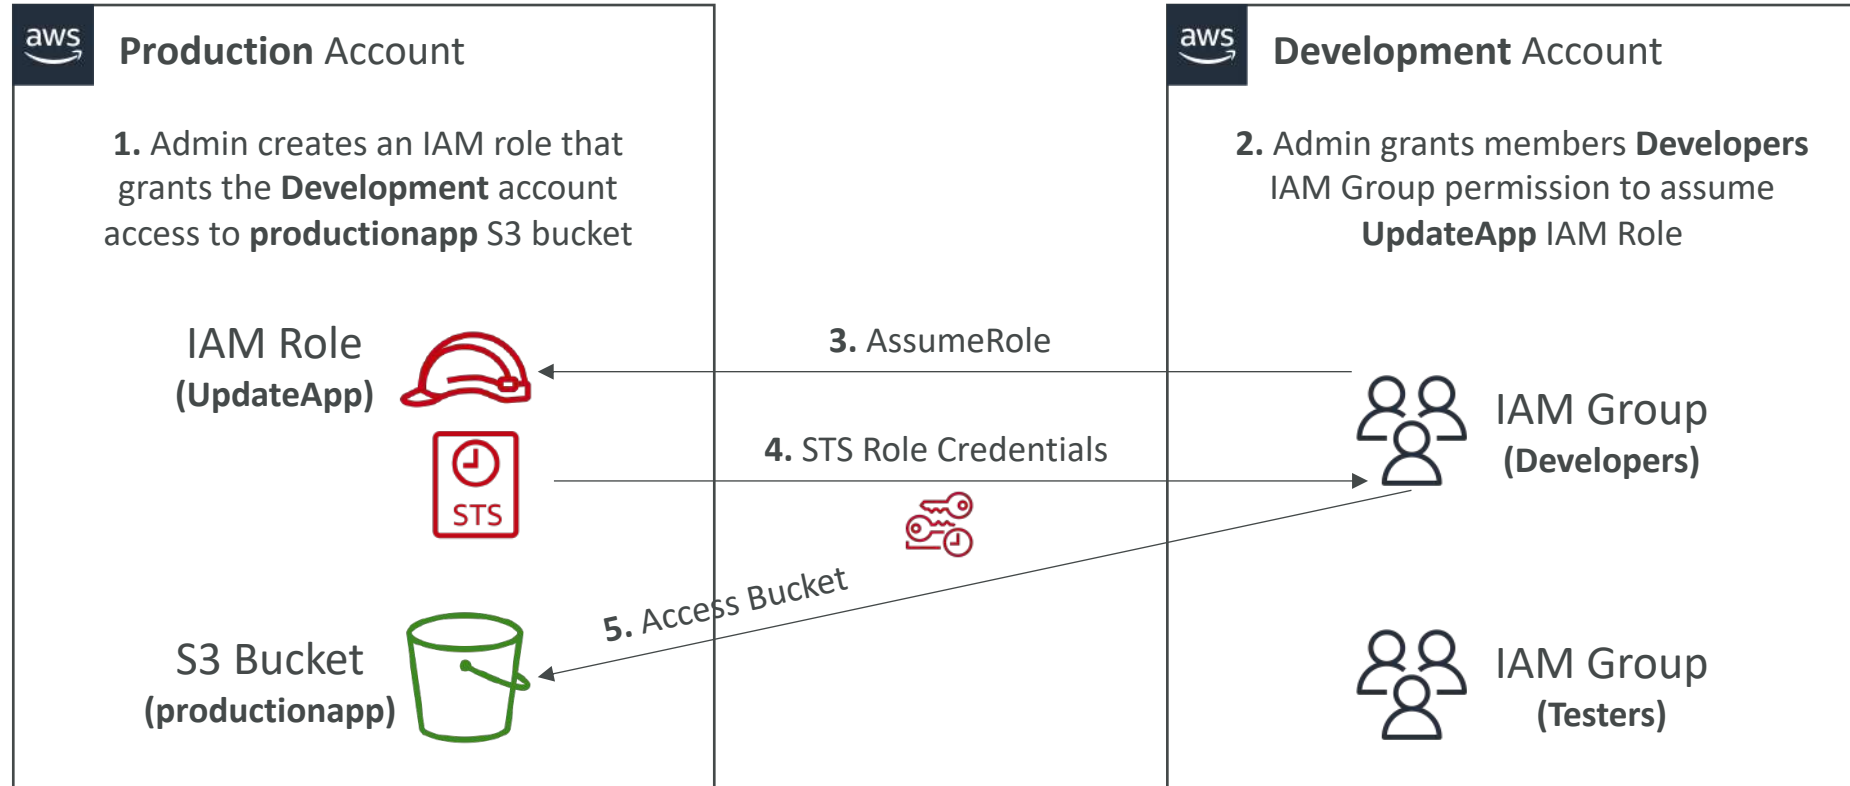 aws
Production Account
1. Admin creates an IAM role that
grants the Development account
access to productionapp S3 bucket
IAM Role
(UpdateApp)
STS
S3 Bucket
(productionapp)
3. AssumeRole
4. STS Role Credentials
5. Access Bucket
aws
Development Account
2. Admin grants members Developers
IAM Group permission to assume
UpdateApp IAM Role
IAM Group
(Developers)
IAM Group
(Testers)